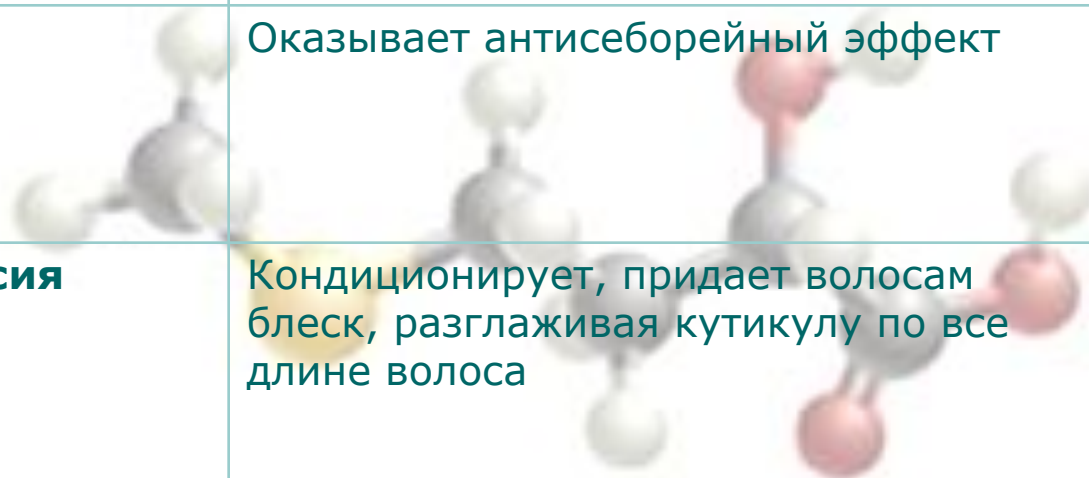 Оказывает антисеборейный эффект
сия
Кондиционирует, придает волосам
блеск, разглаживая кутикулу по все
длине волоса